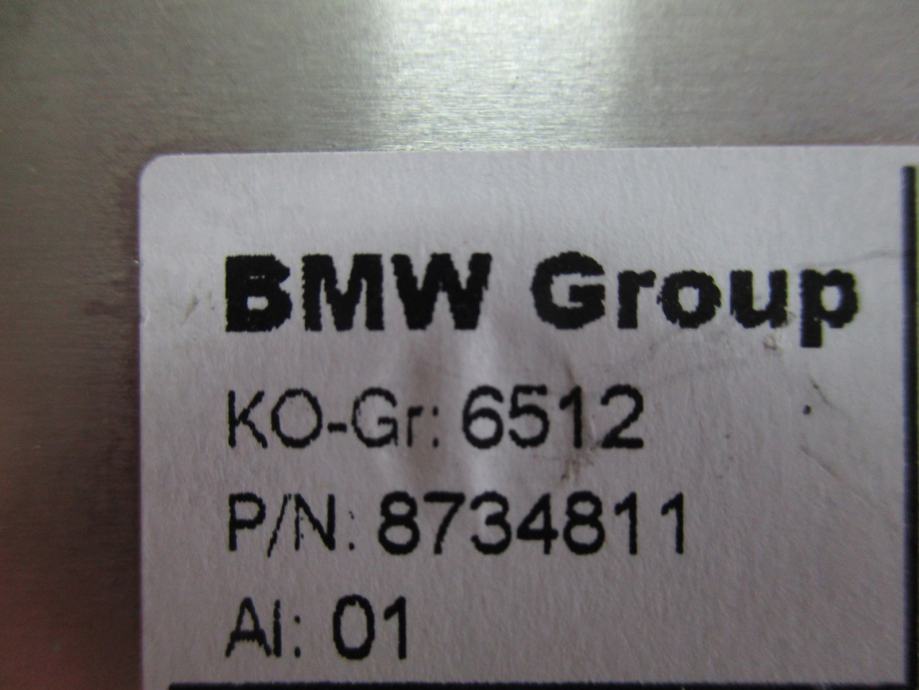 BMW Group
KO-Gr: 6512
P/N: 8734811
AI: 01